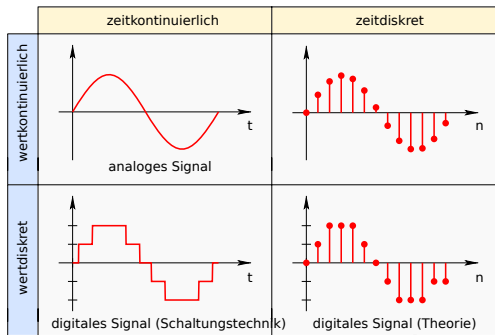 zeitkontinuierlich
zeitdiskret
wertkontinuierlich
t
n
analoges Signal
wertdiskret
t
n
digitales Signal (Schaltungstechnik)
digitales Signal (Theorie)